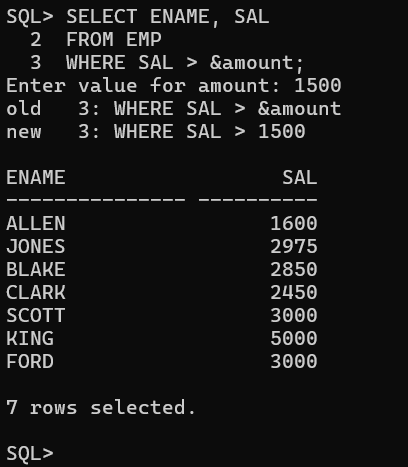 SQL> SELECT ENAME, SAL
  2  FROM EMP
  3  WHERE SAL > &amount;
Enter value for amount: 1500
old   3: WHERE SAL > &amount
new   3: WHERE SAL > 1500

ENAME                  SAL
--------------- ----------
ALLEN                 1600
JONES                 2975
BLAKE                 2850
CLARK                 2450
SCOTT                 3000
KING                  5000
FORD                  3000

7 rows selected.

SQL>